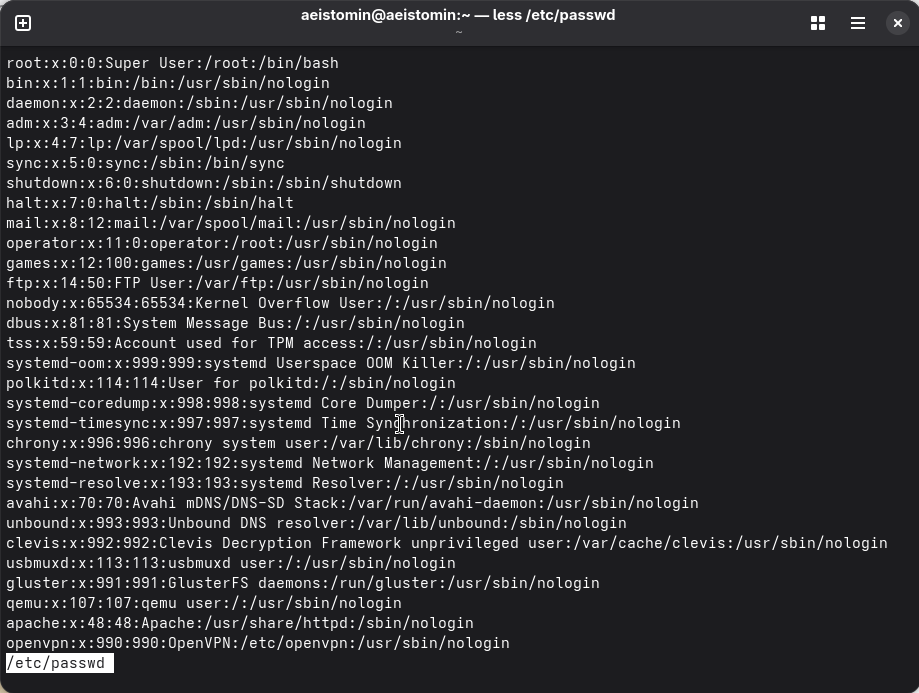 aeistomin@aeistomin:~ — less /etc/passwd
~
root:x:0:0:Super User:/root:/bin/bash
bin:x:1:1:bin:/bin:/usr/sbin/nologin
daemon:x:2:2:daemon:/sbin:/usr/sbin/nologin
adm:x:3:4:adm:/var/adm:/usr/sbin/nologin
lp:x:4:7:lp:/var/spool/lpd:/usr/sbin/nologin
sync:x:5:0:sync:/sbin:/bin/sync
shutdown:x:6:0:shutdown:/sbin:/sbin/shutdown
halt:x:7:0:halt:/sbin:/sbin/halt
mail:x:8:12:mail:/var/spool/mail:/usr/sbin/nologin
operator:x:11:0:operator:/root:/usr/sbin/nologin
games:x:12:100:games:/usr/games:/usr/sbin/nologin
ftp:x:14:50:FTP User:/var/ftp:/usr/sbin/nologin
nobody:x:65534:65534:Kernel Overflow User:/:/usr/sbin/nologin
dbus:x:81:81:System Message Bus:/:/usr/sbin/nologin
tss:x:59:59:Account used for TPM access:/:/usr/sbin/nologin
systemd-oom:x:999:999:systemd Userspace OOM Killer:/:/usr/sbin/nologin
polkitd:x:114:114:User for polkitd:/:/sbin/nologin
systemd-coredump:x:998:998:systemd Core Dumper:/:/usr/sbin/nologin
systemd-timesync:x:997:997:systemd Time Synchronization:/:/usr/sbin/nologin
chrony:x:996:996:chrony system user:/var/lib/chrony:/sbin/nologin
systemd-network:x:192:192:systemd Network Management:/:/usr/sbin/nologin
systemd-resolve:x:193:193:systemd Resolver:/:/usr/sbin/nologin
avahi:x:70:70:Avahi mDNS/DNS-SD Stack:/var/run/avahi-daemon:/usr/sbin/nologin
unbound:x:993:993:Unbound DNS resolver:/var/lib/unbound:/sbin/nologin
clevis:x:992:992:Clevis Decryption Framework unprivileged user:/var/cache/clevis:/usr/sbin/nologin
usbmuxd:x:113:113:usbmuxd user:/:/usr/sbin/nologin
gluster:x:991:991:GlusterFS daemons:/run/gluster:/usr/sbin/nologin
qemu:x:107:107:qemu user:/:/usr/sbin/nologin
apache:x:48:48:Apache:/usr/share/httpd:/sbin/nologin
openvpn:x:990:990:OpenVPN:/etc/openvpn:/usr/sbin/nologin
/etc/passwd